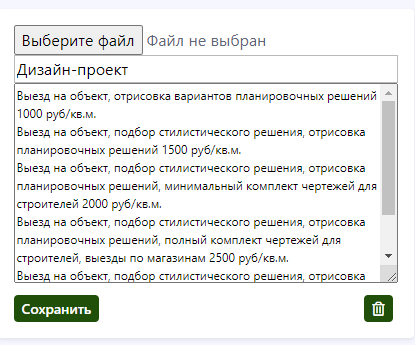 Выберите файл Файл не выбран
Дизайн-проект
Выезд на объект, отрисовка вариантов планировочных решений
1000 руб/кв.м.
Выезд на объект, подбор стилистического решения, отрисовка
планировочных решений 1500 руб/кв.м.
Выезд на объект, подбор стилистического решения, отрисовка
планировочных решений, минимальный комплект чертежей для
строителей 2000 руб/кв.м.
Выезд на объект, подбор стилистического решения, отрисовка
планировочных решений, полный комплект чертежей для
строителей, выезды по магазинам 2500 руб/кв.м.
Выезд на объект, подбор стилистического решения, отрисовка
Сохранить